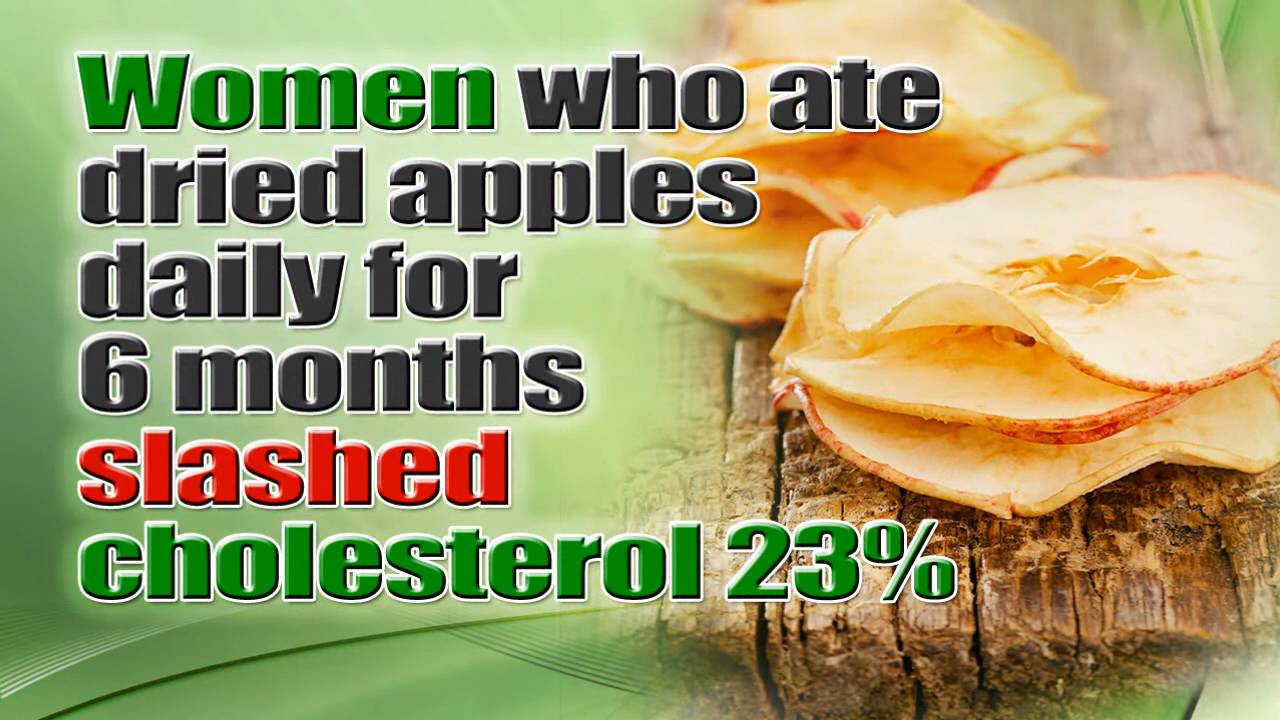 Women who ate
dried apples
daily for
6 months
slashed
cholesterol 23%